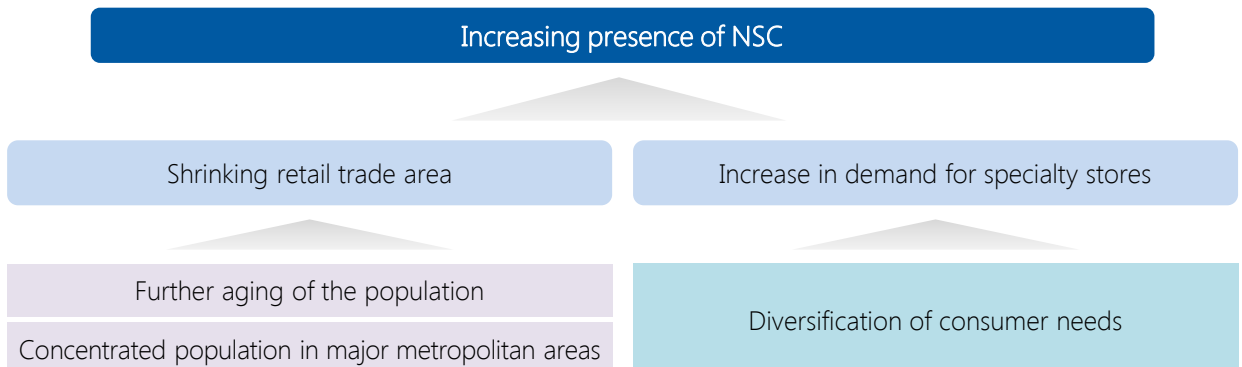 Increasing presence of NSC
Shrinking retail trade area
Increase in demand for specialty stores
Further aging of the population
Concentrated population in major metropolitan areas
Diversification of consumer needs